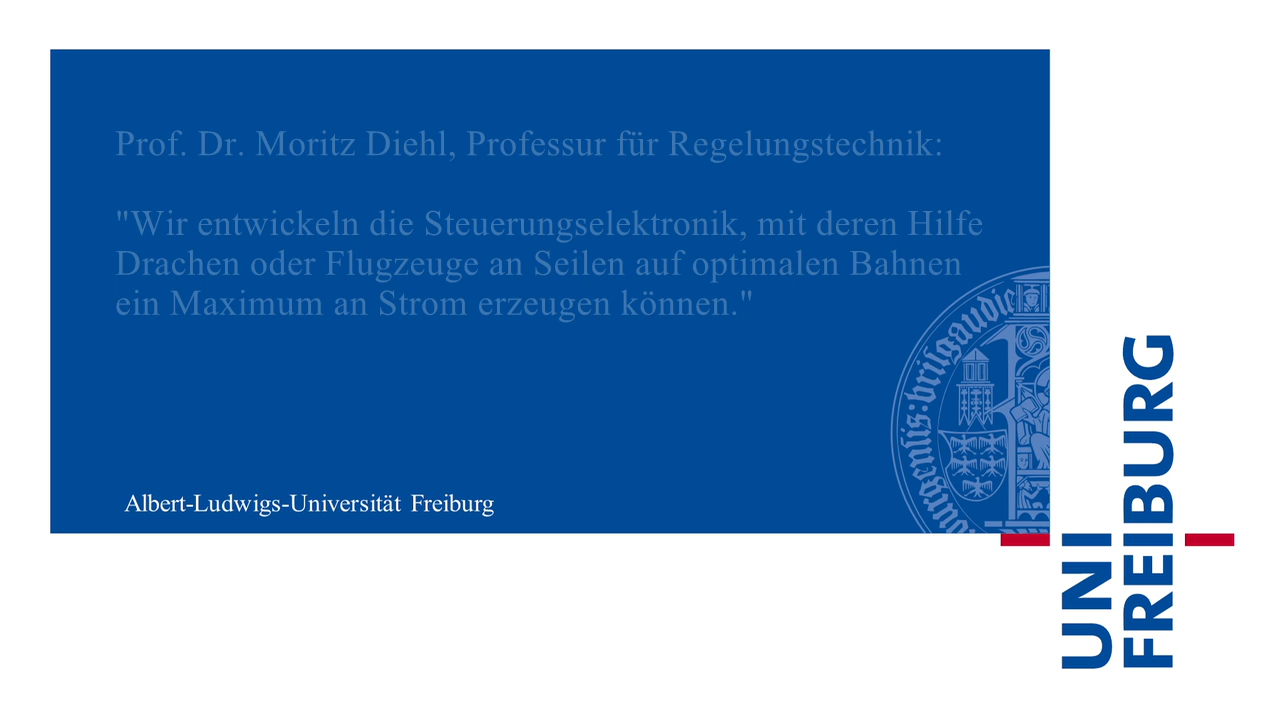 Prof. Dr. Moritz Diehl, Professur für Regelungstechnik:
"Wir entwickeln die Steuerungselektronik, mit deren Hilfe
Drachen oder Flugzeuge an Seilen auf optimalen Bahnen
ein Maximum an Strom erzeugen können."
Albert-Ludwigs-Universität Freiburg
UNI
FREIBURG